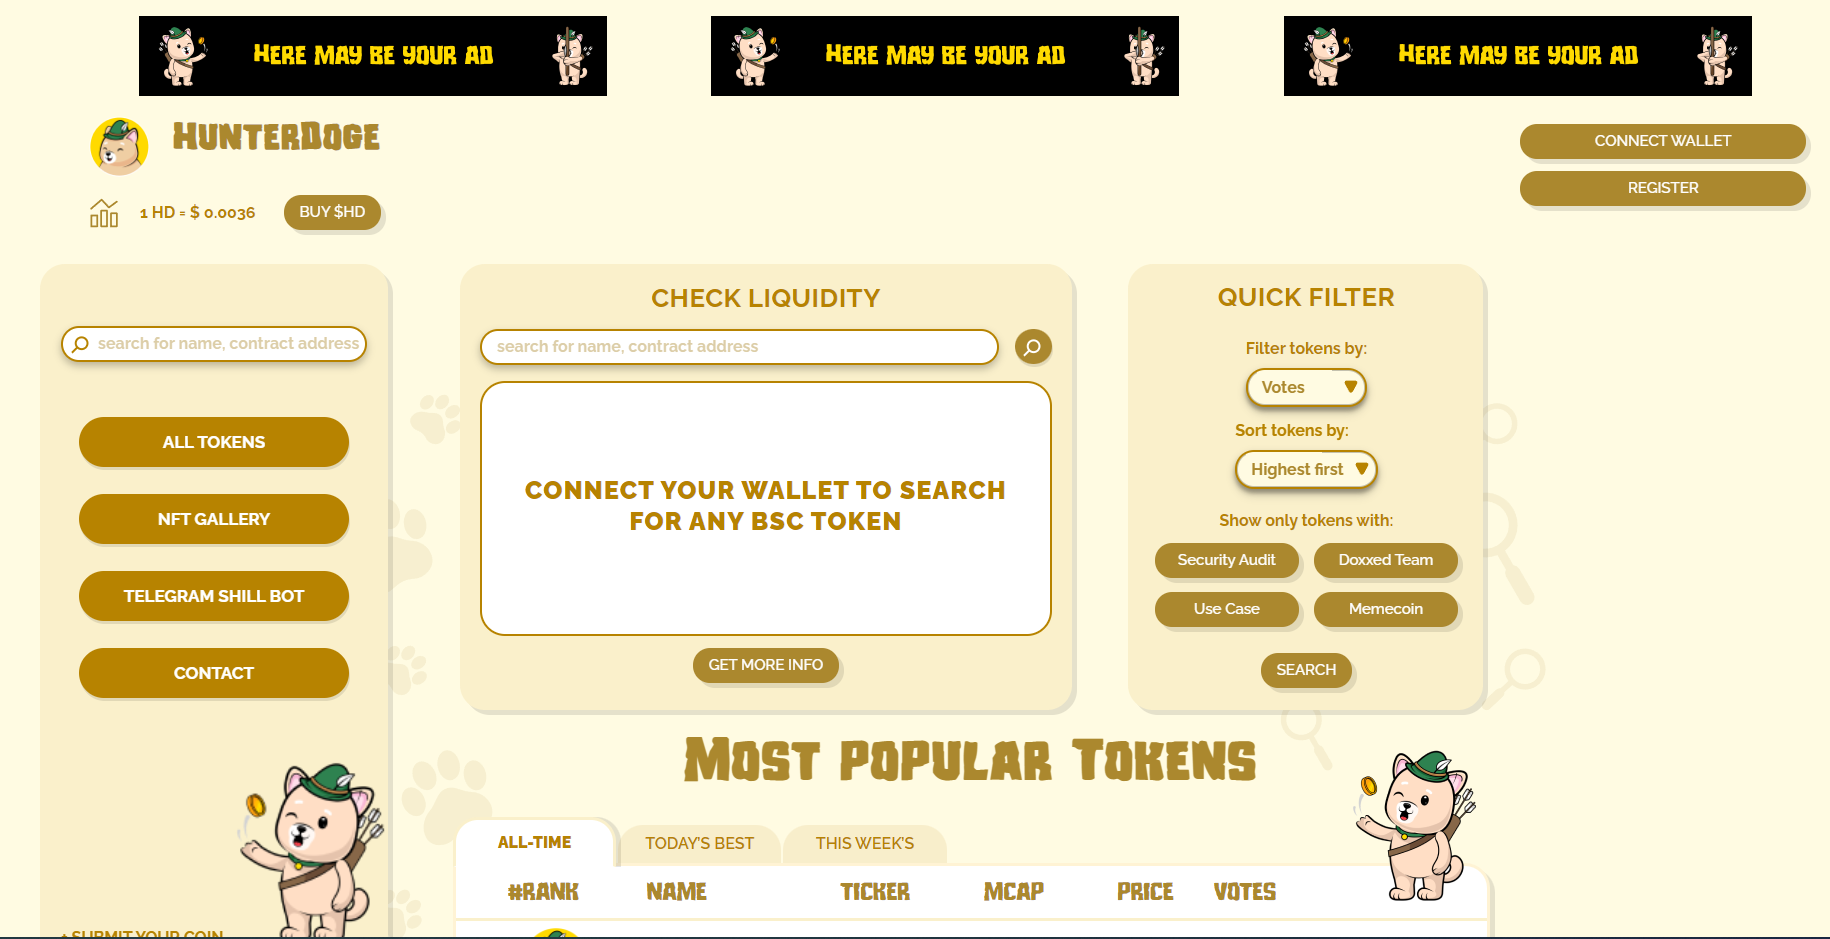 HERE MAY BE YOUR AD
HERE MAY BE YOUR AD
HERE MAY BE YOUR AD
HUNTERDOGE
1 HD = $ 0.0036
BUY $HD
CONNECT WALLET
REGISTER
search for name, contract address
ALL TOKENS
NFT GALLERY
TELEGRAM SHILL BOT
CONTACT
+ SUBMIT YOUR COIN
CHECK LIQUIDITY
search for name, contract address
CONNECT YOUR WALLET TO SEARCH
FOR ANY BSC TOKEN
GET MORE INFO
QUICK FILTER
Filter tokens by:
Votes
Sort tokens by:
Highest first
Show only tokens with:
Security Audit
Doxxed Team
Use Case
Memecoin
SEARCH
MOST POPULAR TOKENS
ALL-TIME
TODAY'S BEST
THIS WEEK'S
#RANK NAME TICKER MCAP PRICE VOTES